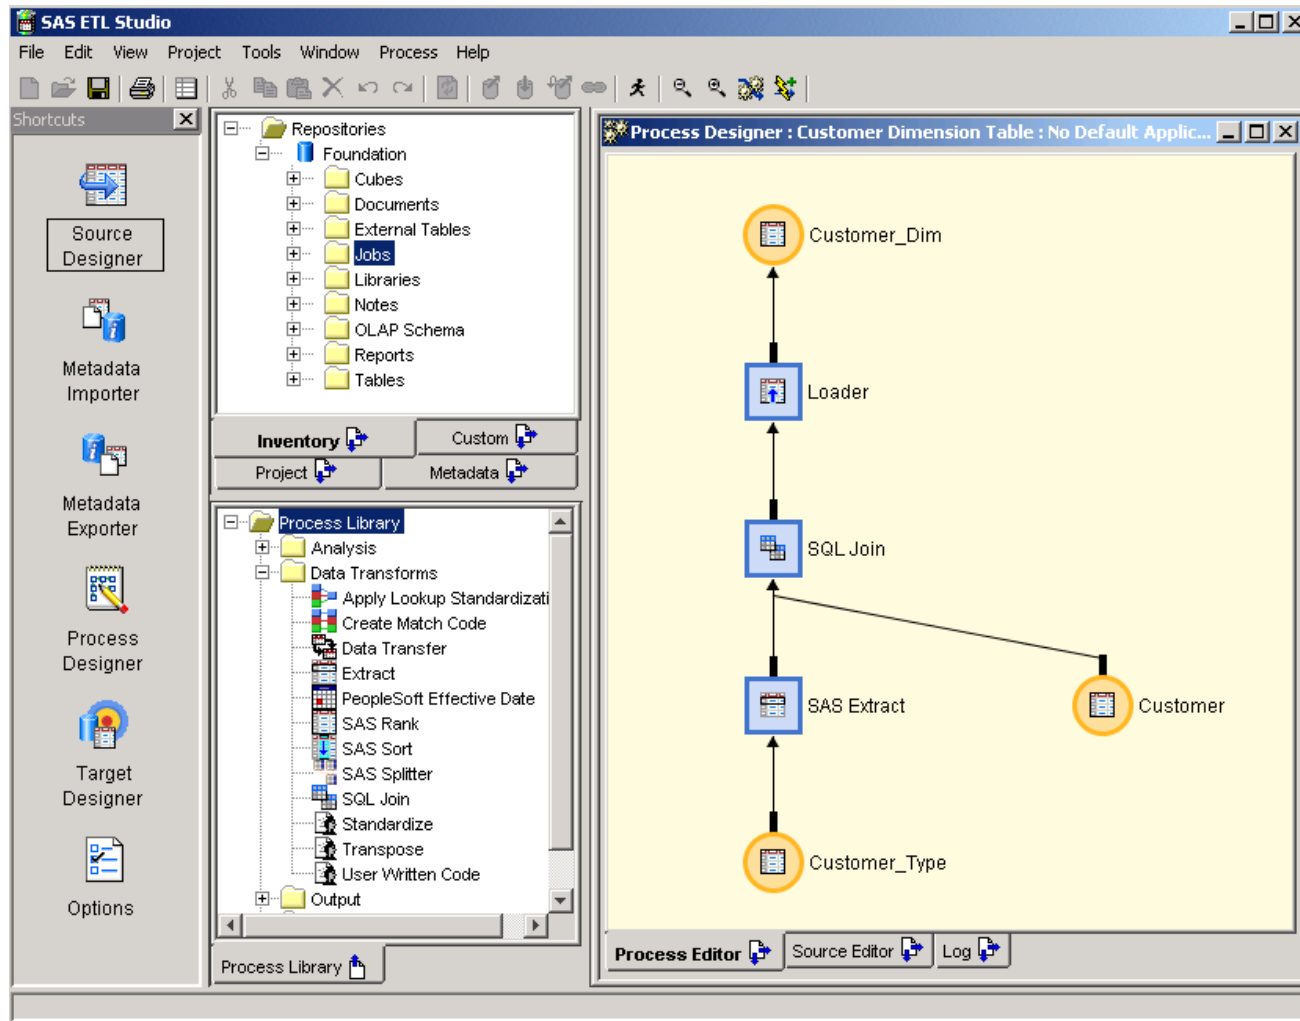 SAS ETL Studio
File Edit View Project Tools Window Process Help
Shortcuts
Source
Designer
Metadata
Importer
Metadata
Exporter
Process
Designer
Target
Designer
Options
Repositories
Foundation
Cubes
Documents
External Tables
Jobs
Libraries
Notes
OLAP Schema
Reports
Tables
Inventory
Custom
Project
Metadata
Process Library
Analysis
Data Transforms
Apply Lookup Standardizati
Create Match Code
Data Transfer
Extract
PeopleSoft Effective Date
SAS Rank
SAS Sort
SAS Splitter
SQL Join
Standardize
Transpose
User Written Code
Output
Process Library
Process Designer : Customer Dimension Table : No Default Applic...
Customer_Dim
Loader
SQL Join
SAS Extract
Customer
Customer_Type
Process Editor
Source Editor
Log